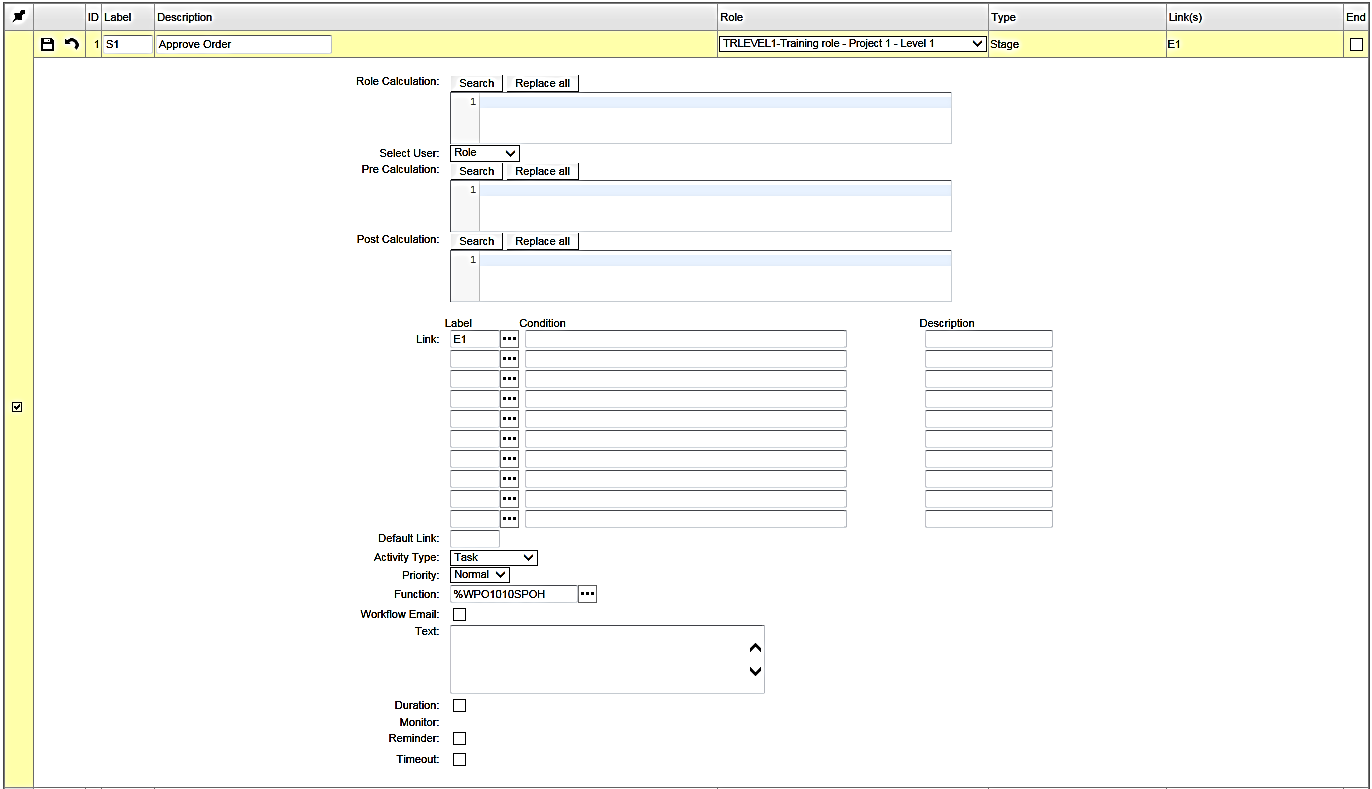 ID Label Description Role Type Link(s) End
1 S1 Approve Order TRLEVEL1-Training role - Project 1 - Level 1 Stage E1
Role Calculation: Search Replace all
1
Select User: Role
Pre Calculation: Search Replace all
1
Post Calculation: Search Replace all
1
Label Condition Description
Link: E1
Default Link:
Activity Type: Task
Priority: Normal
Function: %WPO1010SPOH
Workflow Email:
Text:
Duration:
Monitor:
Reminder:
Timeout: